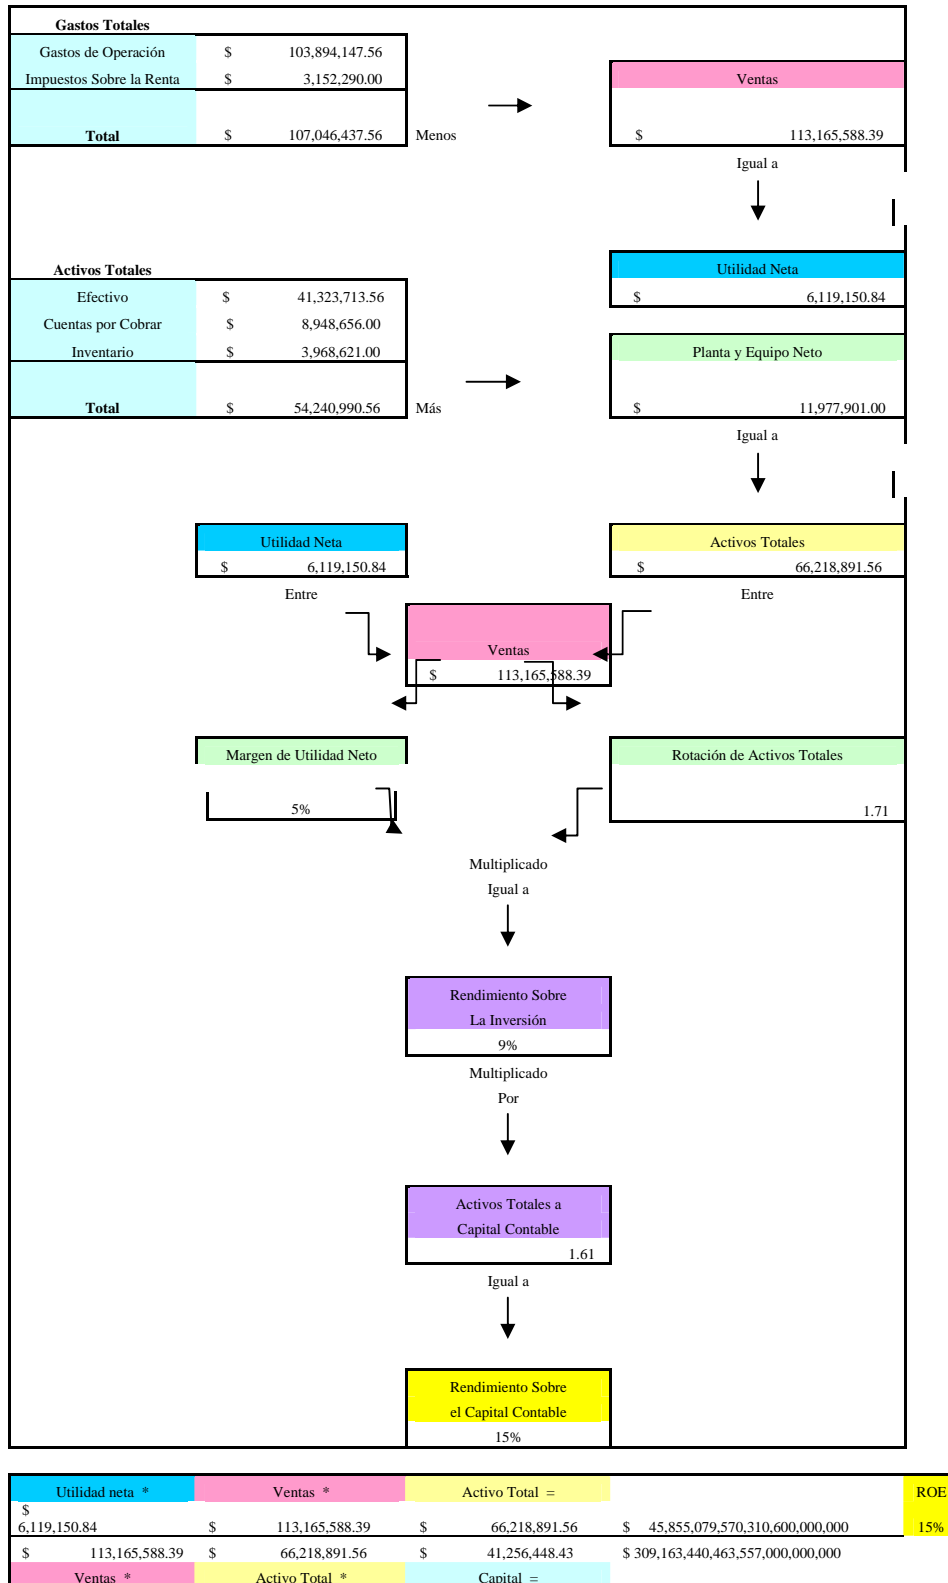 Gastos Totales
Gastos de Operación $ 103,894,147.56
Impuestos Sobre la Renta $ 3,152,290.00
Ventas
Total $ 107,046,437.56 Menos $ 113,165,588.39
Igual a
Activos Totales Utilidad Neta
Efectivo $ 41,323,713.56 $ 6,119,150.84
Cuentas por Cobrar $ 8,948,656.00
Inventario $ 3,968,621.00 Planta y Equipo Neto
Total $ 54,240,990.56 Más $ 11,977,901.00
Igual a
Utilidad Neta Activos Totales
$ 6,119,150.84 $ 66,218,891.56
Entre Entre
Ventas
$ 113,165,588.39
Margen de Utilidad Neto Rotación de Activos Totales
5% 1.71
Multiplicado
Igual a
Rendimiento Sobre
La Inversión
9%
Multiplicado
Por
Activos Totales a
Capital Contable
1.61
Igual a
Rendimiento Sobre
el Capital Contable
15%
Utilidad neta * Ventas * Activo Total = ROE
$
6,119,150.84 $ 113,165,588.39 $ 66,218,891.56 $ 45,855,079,570,310,600,000,000 15%
$ 113,165,588.39 $ 66,218,891.56 $ 41,256,448.43 $ 309,163,440,463,557,000,000,000
Ventas * Activo Total * Capital =